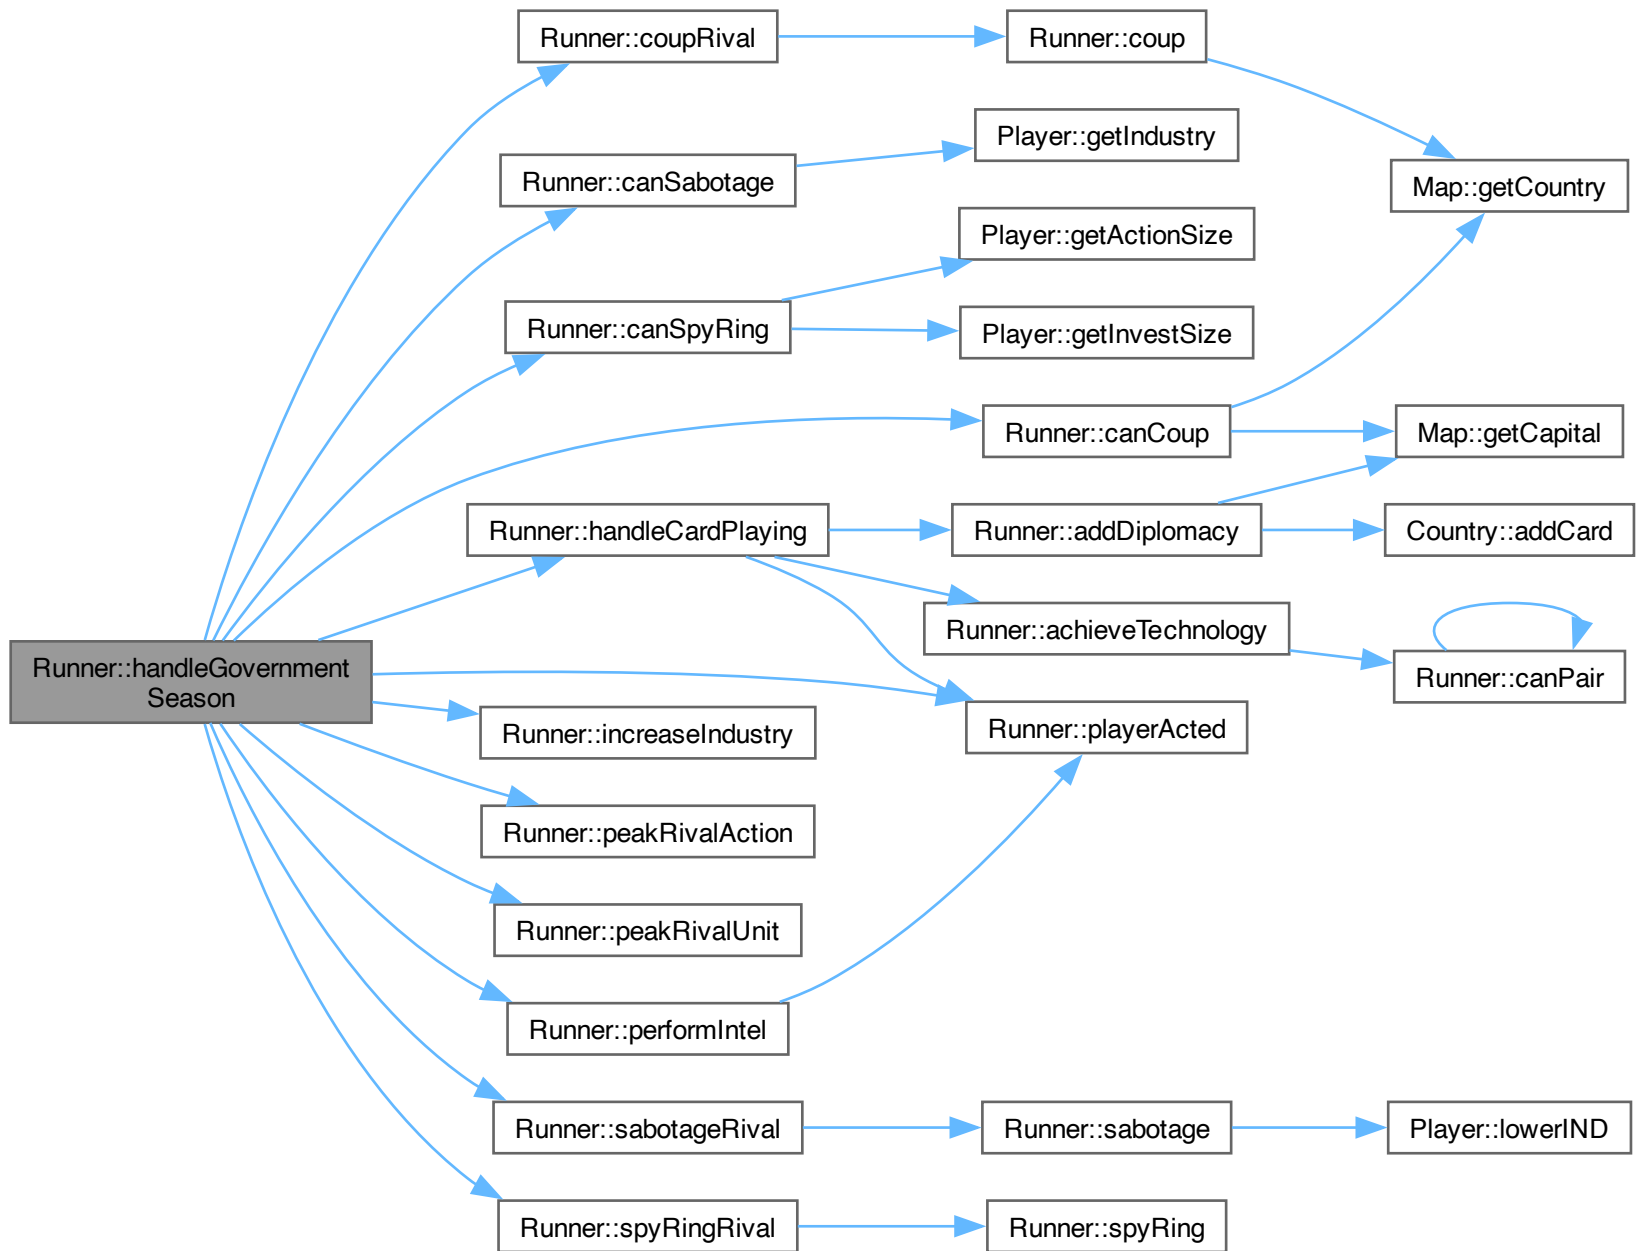 Runner::coupRival
Runner::coup
Player::getIndustry
Runner::canSabotage
Map::getCountry
Player::getActionSize
Runner::canSpyRing
Player::getInvestSize
Runner::canCoup
Map::getCapital
Runner::handleCardPlaying
Runner::addDiplomacy
Country::addCard
Runner::achieveTechnology
Runner::handleGovernment
Season
Runner::canPair
Runner::playerActed
Runner::increaseIndustry
Runner::peakRivalAction
Runner::peakRivalUnit
Runner::performIntel
Runner::sabotageRival
Runner::sabotage
Player::lowerIND
Runner::spyRingRival
Runner::spyRing